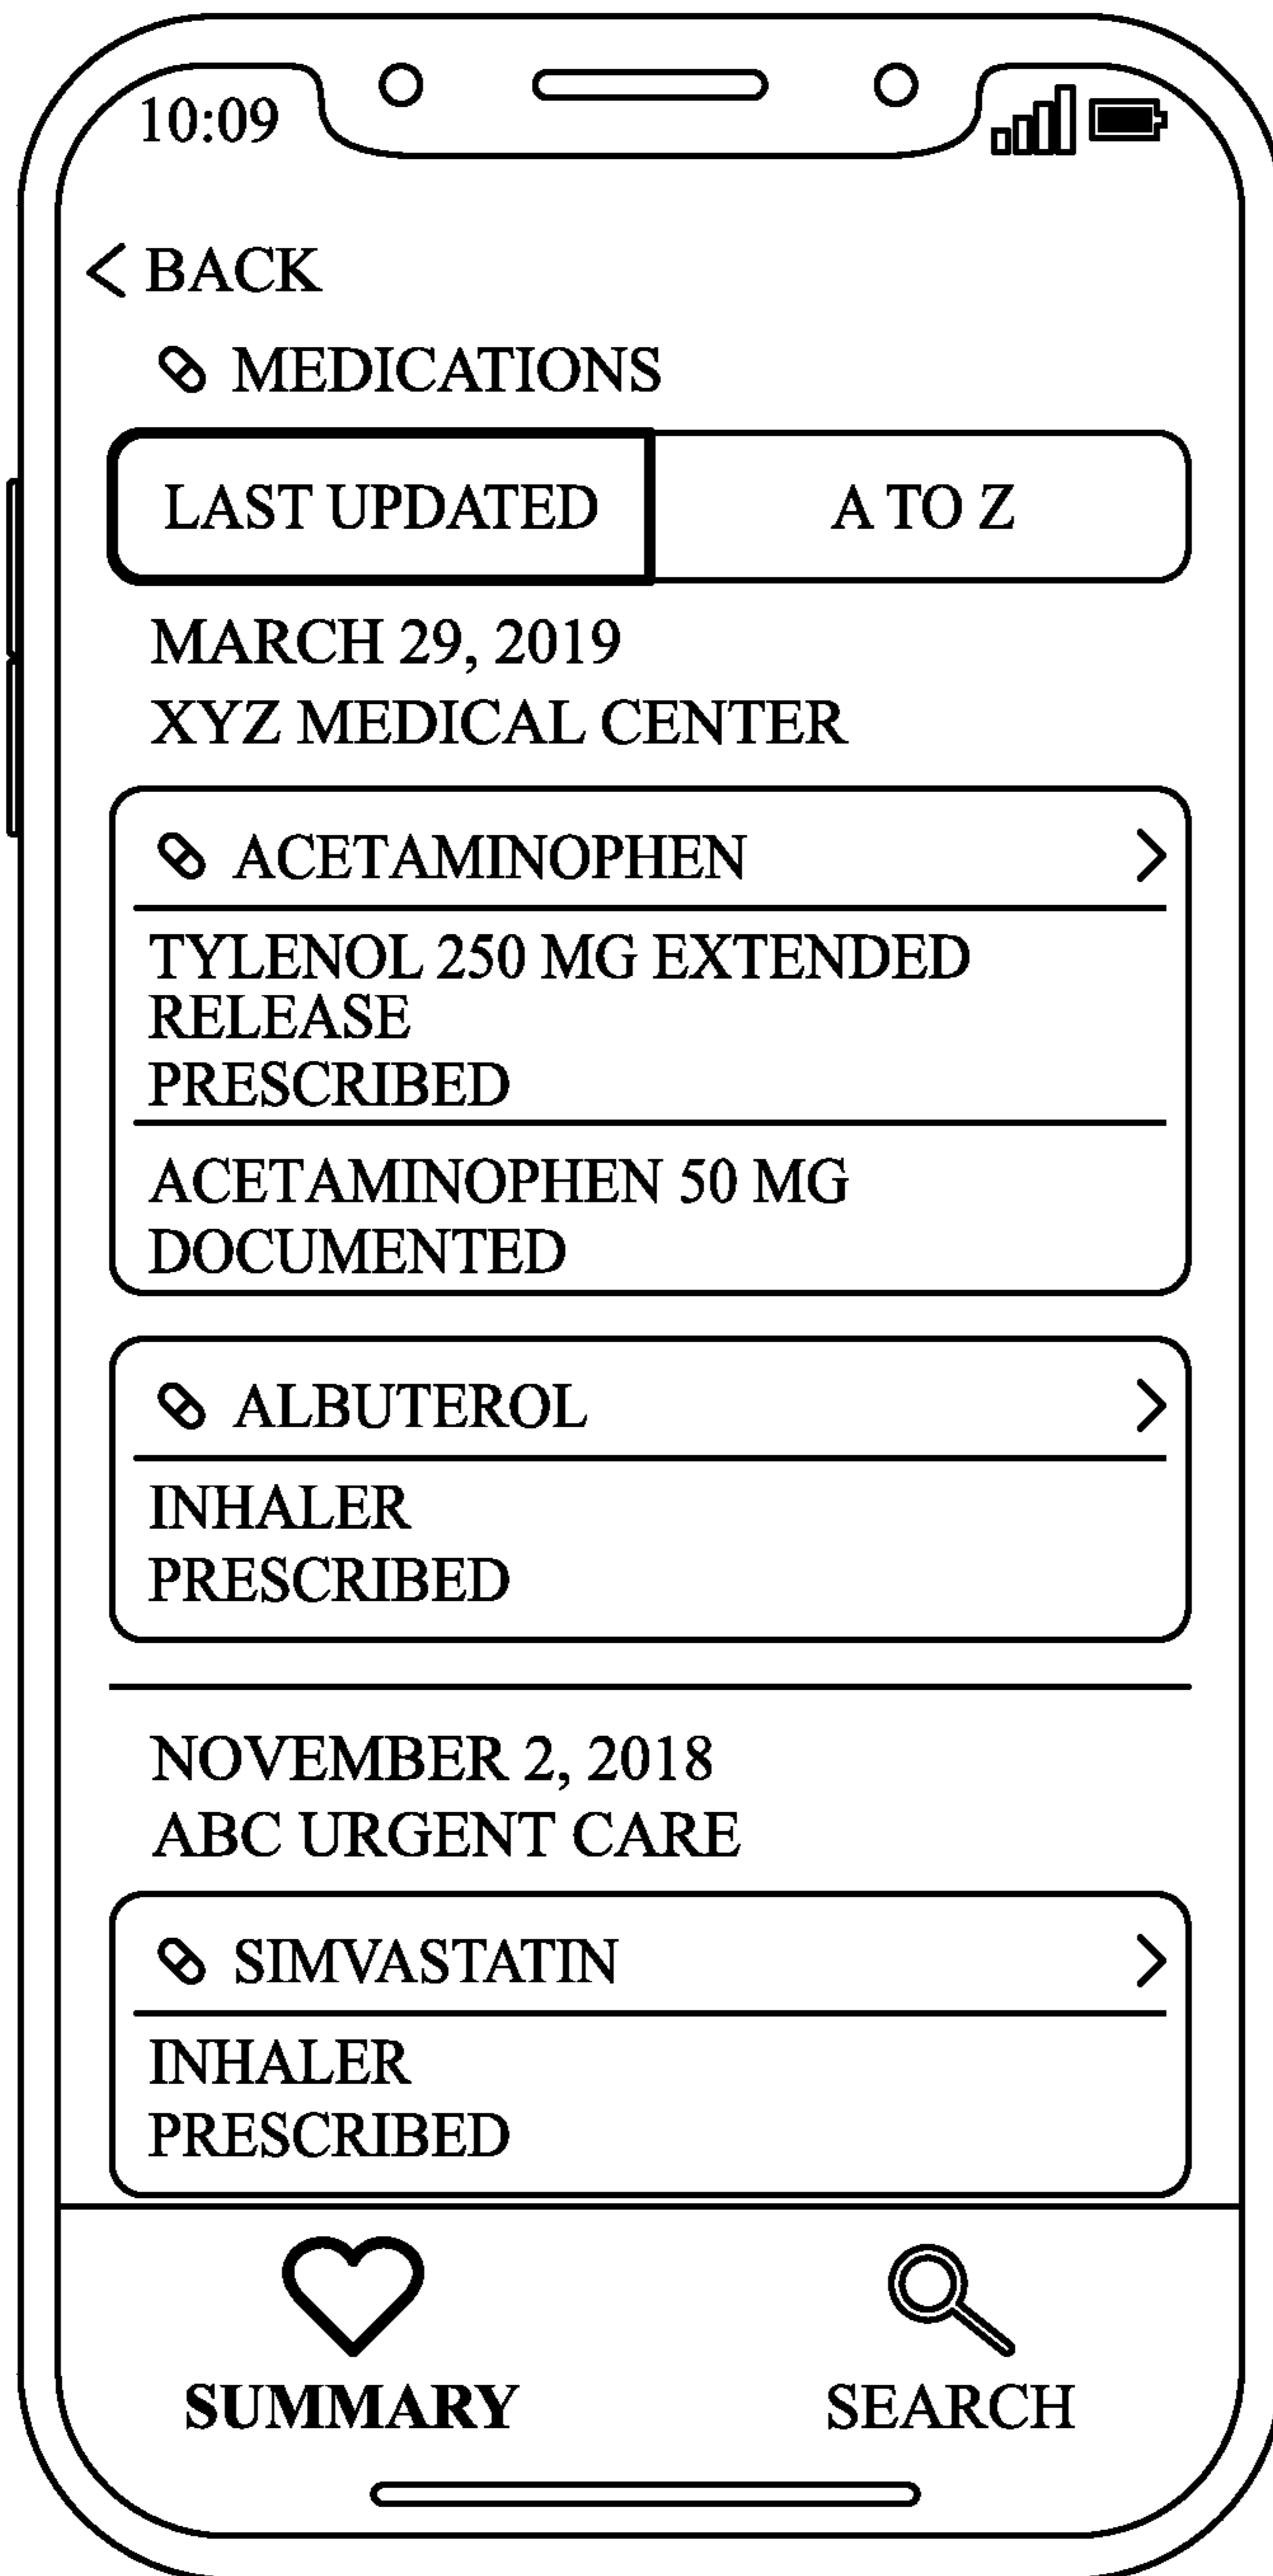 10:09
BACK
MEDICATIONS
LAST UPDATED
A TO Z
MARCH 29, 2019
XYZ MEDICAL CENTER
ACETAMINOPHEN
TYLENOL 250 MG EXTENDED
RELEASE
PRESCRIBED
ACETAMINOPHEN 50 MG
DOCUMENTED
ALBUTEROL
INHALER
PRESCRIBED
NOVEMBER 2, 2018
ABC URGENT CARE
SIMVASTATIN
INHALER
PRESCRIBED
SUMMARY
SEARCH